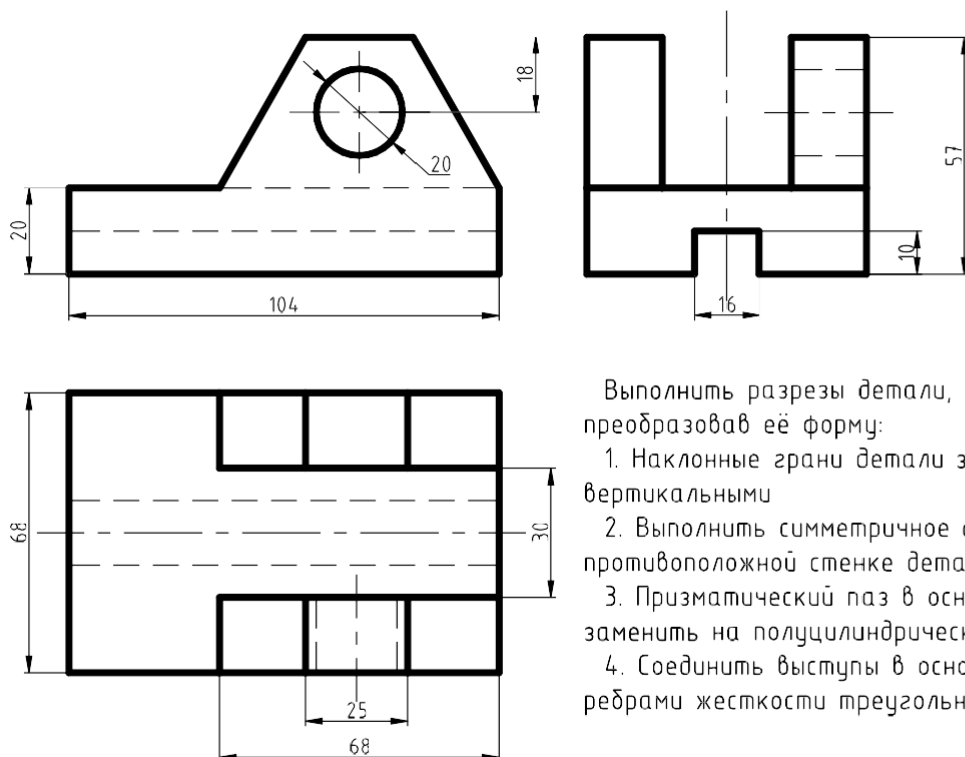 18
20
20
104
57
10
16
68
30
25
68
Выполнить разрезы детали,
преобразовав её форму:
1. Наклонные грани детали
вертикальными
2. Выполнить симметричное
противоположной стенке
3. Призматический паз в
заменить на
4. Соединить выступы в
ребрами жесткости